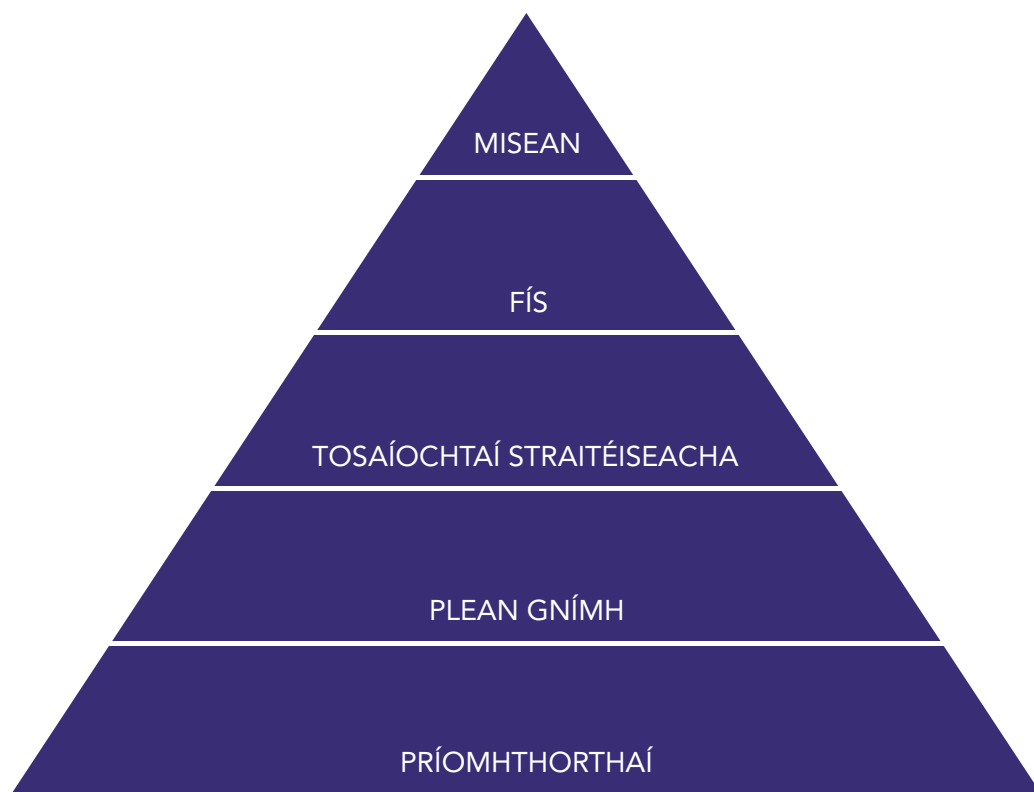 MISEAN
FÍS
TOSAÍOCHTAÍ STRAITÉISEACHA
PLEAN GNÍMH
PRÍOMHTHORTHAÍ